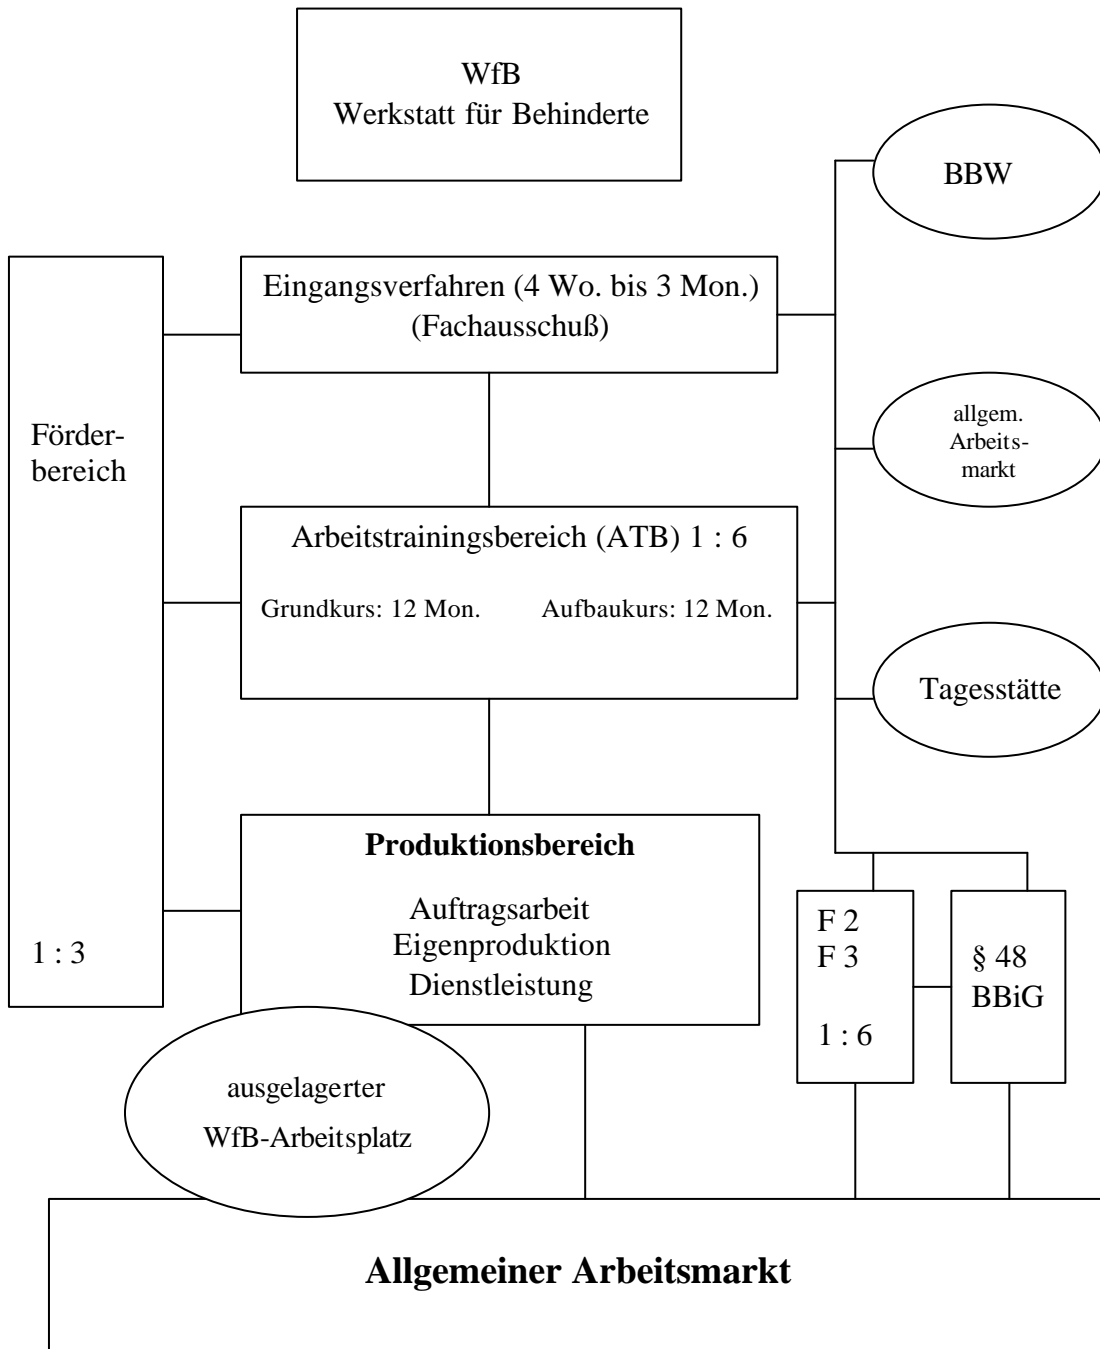 WfB
Werkstatt für Behinderte
BBW
Eingangsverfahren (4 Wo. bis 3 Mon.)
(Fachausschuß)
allgem.
Arbeits-
markt
Förder-
bereich
Arbeitstrainingsbereich (ATB) 1 : 6
Grundkurs: 12 Mon. Aufbaukurs: 12 Mon.
Tagesstätte
Produktionsbereich
Auftragsarbeit
Eigenproduktion
Dienstleistung
1 : 3
F 2
F 3
1 : 6
§ 48
BBiG
ausgelagerter
WfB-Arbeitsplatz
Allgemeiner Arbeitsmarkt